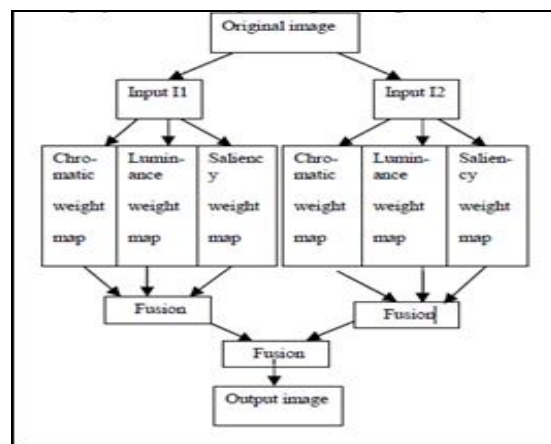 Original image
Input I1
Input I2
Chro-
matic
weight
map
Lumin-
ance
weight
map
Salienc
y
weight
map
Chro-
matic
weight
map
Lumin-
ance
weight
map
Salien-
cy
weight
map
Fusion
Fusion
Fusion
Output image